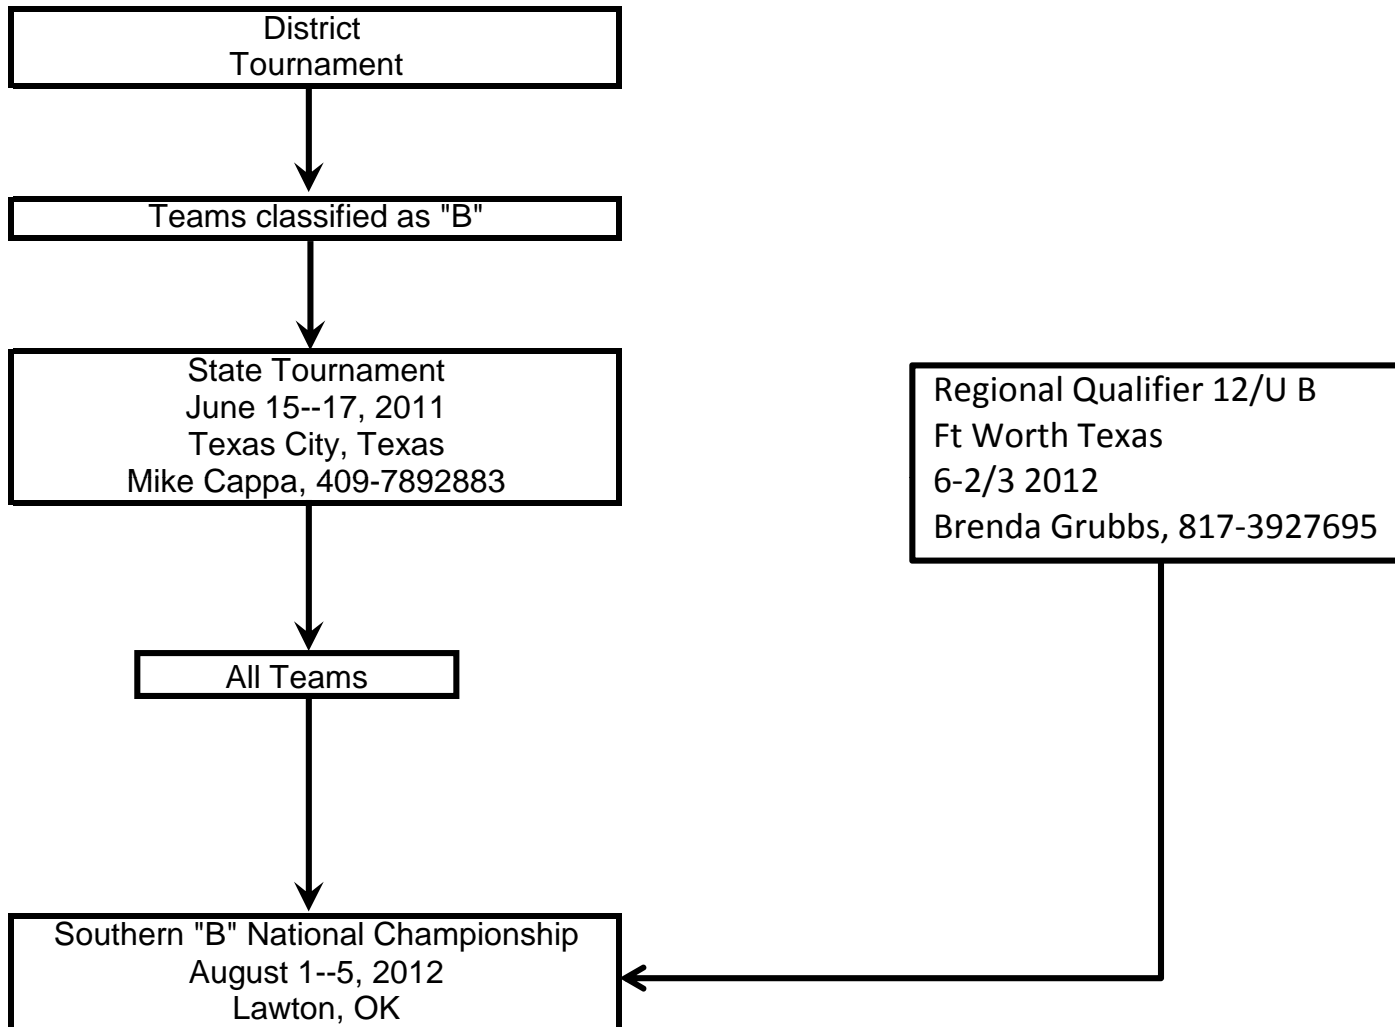 District
Tournament
Teams classified as "B"
State Tournament
June 15--17, 2011
Texas City, Texas
Mike Cappa, 409-7892883
Regional Qualifier 12/U B
Ft Worth Texas
6-2/3 2012
Brenda Grubbs, 817-3927695
All Teams
Southern "B" National Championship
August 1--5, 2012
Lawton, OK